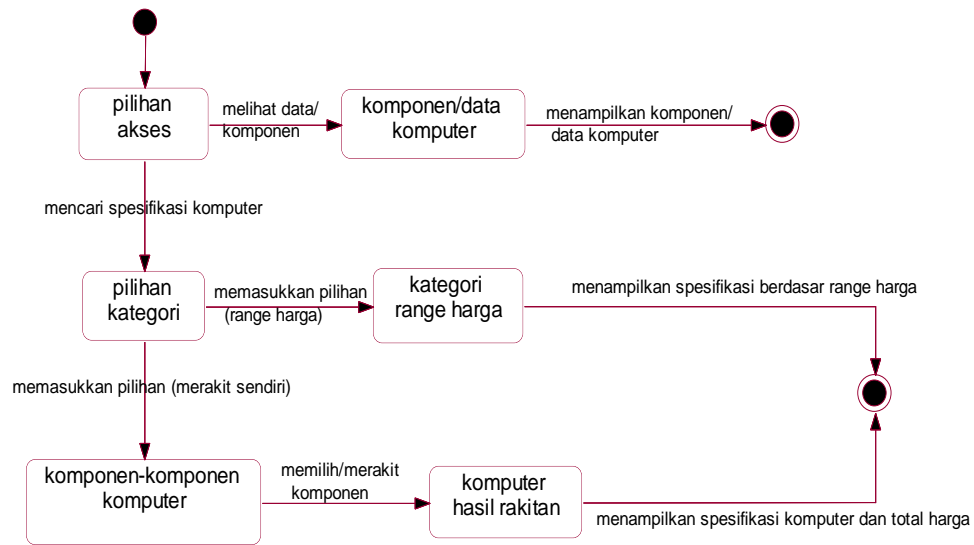 pilihan
akses
melihat data/
komponen
komponen/data
komputer
menampilkan komponen/
data komputer
mencari spesifikasi komputer
pilihan
kategori
memasukkan pilihan
(range harga)
kategori
range harga
menampilkan spesifikasi berdasar range harga
memasukkan pilihan (merakit sendiri)
komponen-komponen
komputer
memilih/merakit
komponen
komputer
hasil rakitan
menampilkan spesifikasi komputer dan total harga